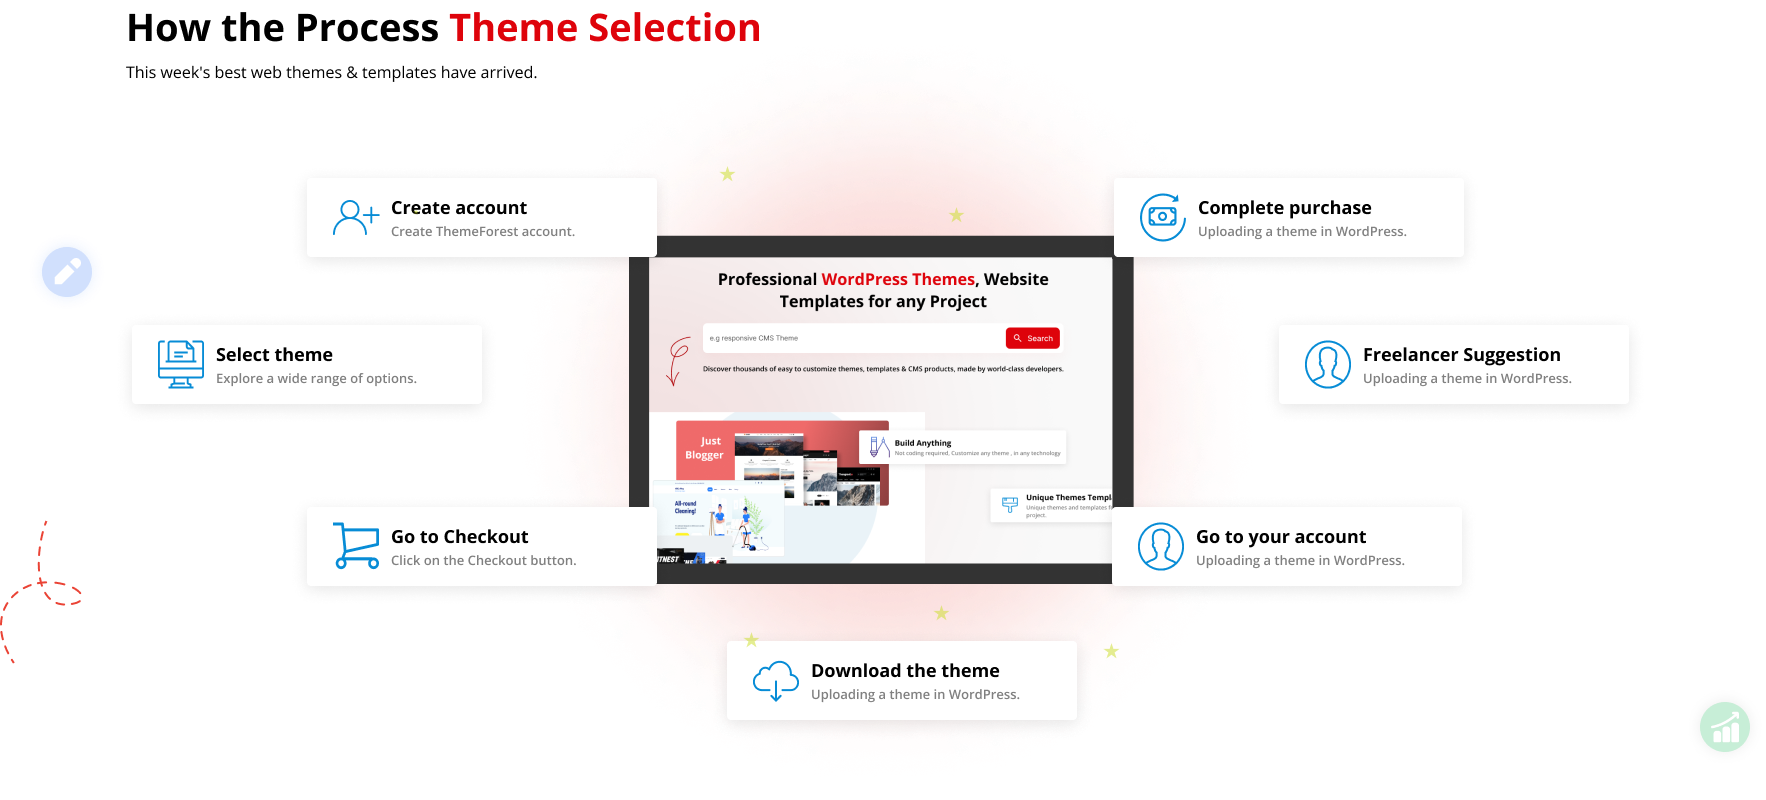 How the Process Theme Selection
This week's best web themes & templates have arrived.
Create account
Create ThemeForest account.
Complete purchase
Uploading a theme in WordPress.
Professional WordPress Themes, Website
Templates for any Project
e.g responsive CMS Theme
Search
Discover thousands of easy to customize themes, templates & CMS products, made by world-class developers.
Select theme
Explore a wide range of options.
Freelancer Suggestion
Uploading a theme in WordPress.
Just
Blogger
Build Anything
Not coding required, Customize any theme , in any technology
All-round
Cleaning!
Unique Themes Templ
Unique themes and templates f
project.
Go to Checkout
Click on the Checkout button.
Go to your account
Uploading a theme in WordPress.
Download the theme
Uploading a theme in WordPress.